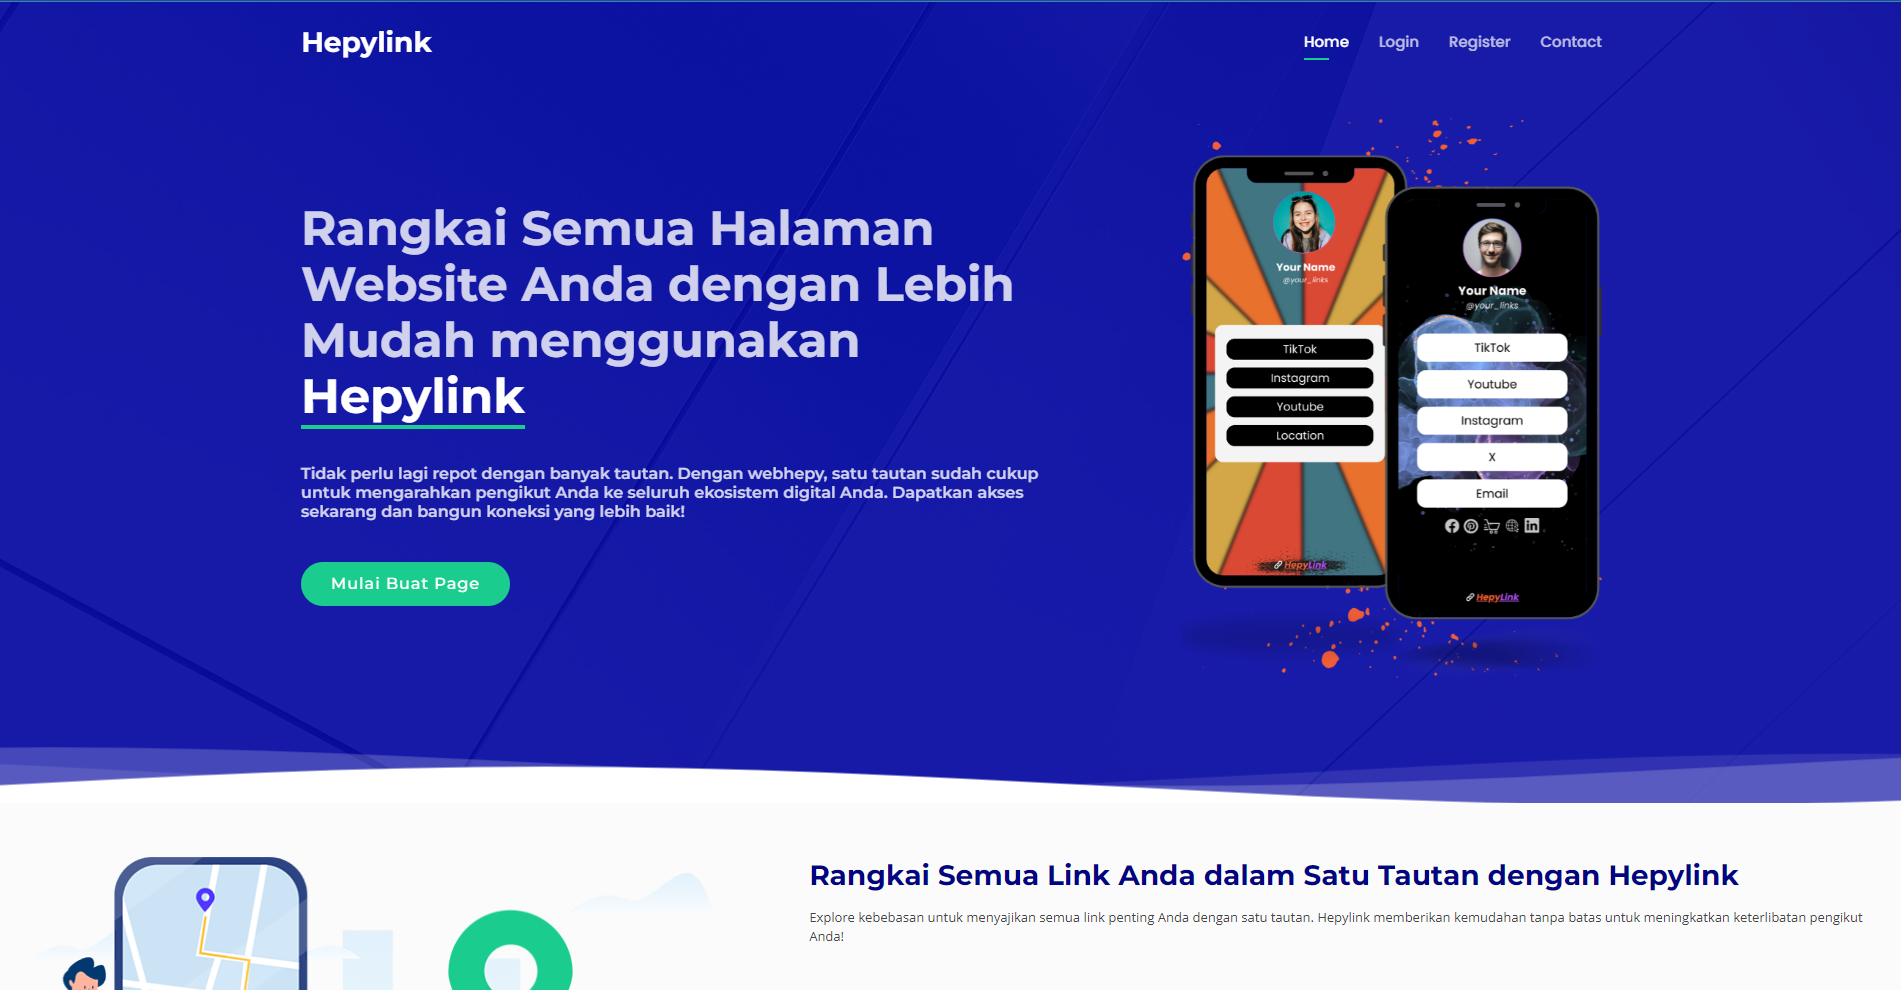 Hepylink
Home
Login
Register
Contact
Rangkai Semua Halaman
Website Anda dengan Lebih
Mudah menggunakan
Hepylink
Tidak perlu lagi repot dengan banyak tautan. Dengan webhepy, satu tautan sudah cukup
untuk mengarahkan pengikut Anda ke seluruh ekosistem digital Anda. Dapatkan akses
sekarang dan bangun koneksi yang lebih baik!
Mulai Buat Page
Your Name
@your_links
TikTok
Instagram
Youtube
Location
HepyLink
Your Name
@your_links
TikTok
Youtube
Instagram
X
Email
HepyLink
Rangkai Semua Link Anda dalam Satu Tautan dengan Hepylink
Explore kebebasan untuk menyajikan semua link penting Anda dengan satu tautan. Hepylink memberikan kemudahan tanpa batas untuk meningkatkan keterlibatan pengikut
Anda!